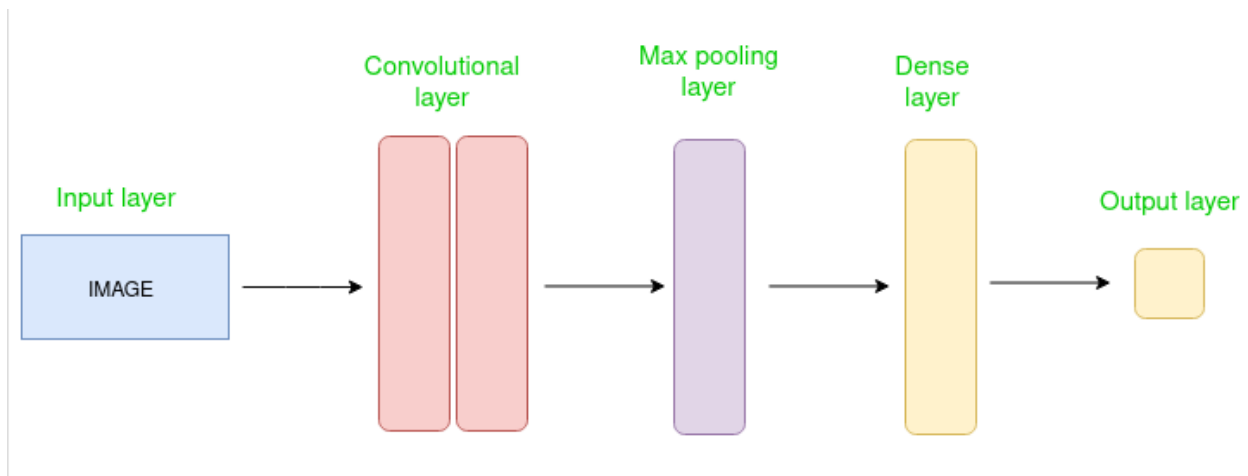 Input layer
IMAGE
Convolutional
layer
Max pooling
layer
Dense
layer
Output layer